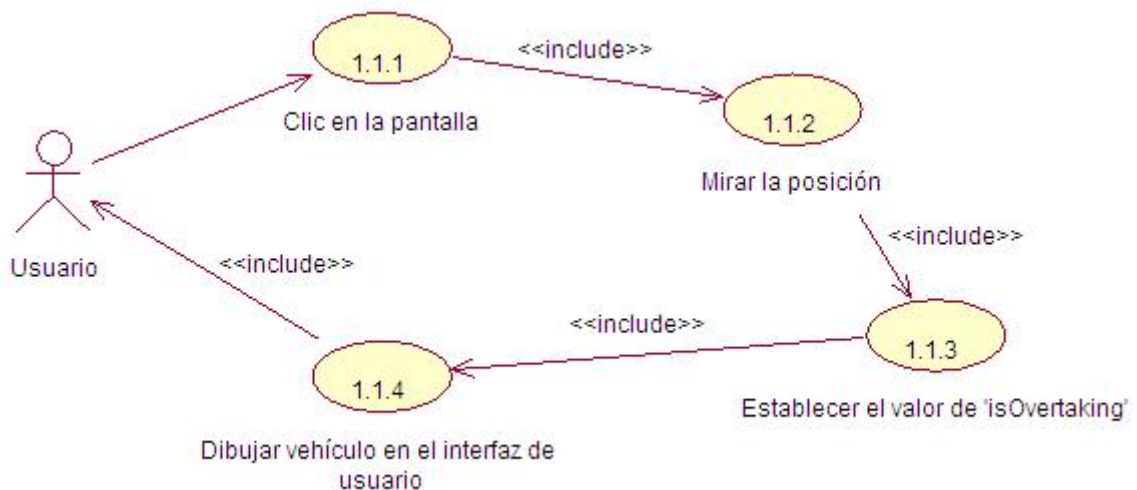 1.1.1
Clic en la pantalla
<<include>>
1.1.2
Mirar la posición
<<include>>
1.1.3
Establecer el valor de 'isOvertaking'
<<include>>
1.1.4
Dibujar vehículo en el interfaz de
usuario
<<include>>
Usuario